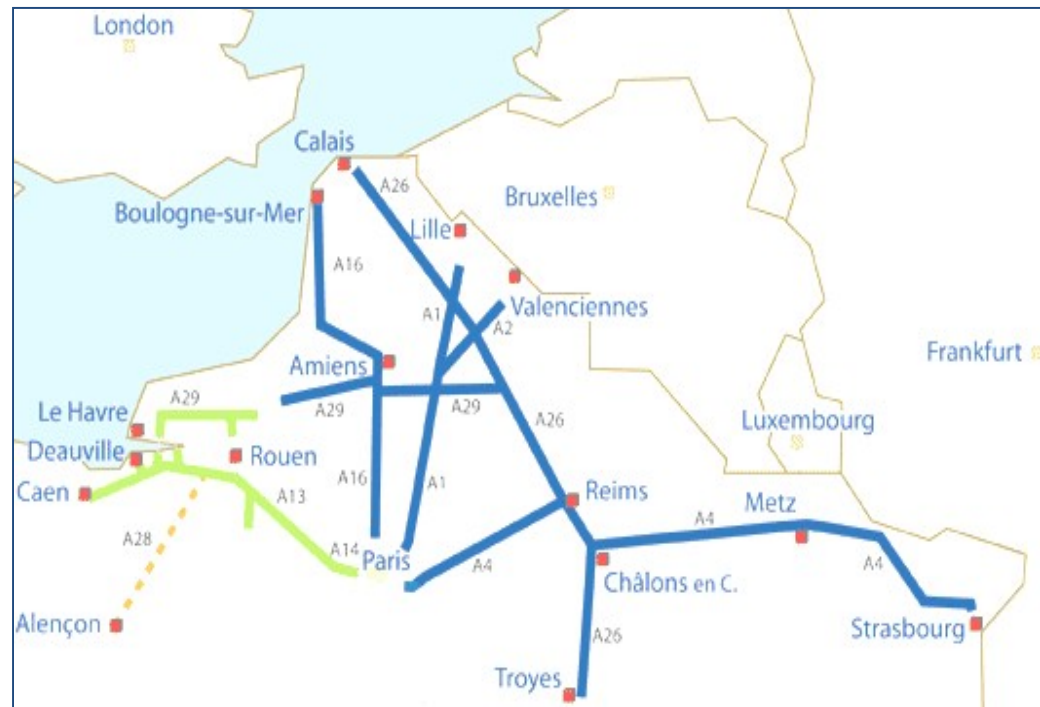 London
Calais
A26
Bruxelles
Boulogne-sur-Mer
Lille
A16
A1
A2
Valenciennes
Amiens
Frankfurt
A29
A29
A29
Le Havre
A26
Luxembourg
Deauville
Rouen
A16
A1
Caen
A13
Reims
Metz
A4
A28
A14
Paris
A4
Châlons en C.
A4
Alençon
A26
Strasbourg
Troyes